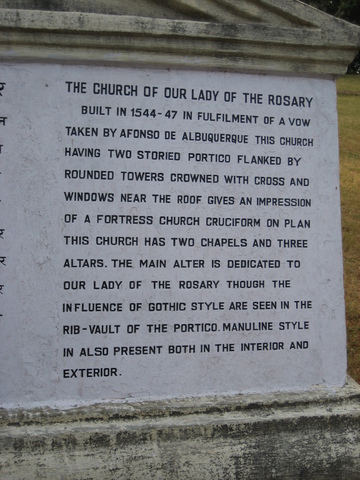 THE CHURCH OF OUR LADY OF THE ROSARY
BUILT IN 1544-47 IN FULFILMENT OF A VOW
TAKEN BY AFONSO DE ALBUQUERQUE THIS CHURCH
HAVING TWO STORIED PORTICO FLANKED BY
ROUNDED TOWERS CROWNED WITH CROSS AND
WINDOWS NEAR THE ROOF GIVES AN IMPRESSION
OF A FORTRESS CHURCH CRUCIFORM ON PLAN
THIS CHURCH HAS TWO CHAPELS AND THREE
ALTARS. THE MAIN ALTER IS DEDICATED TO
OUR LADY OF THE ROSARY THOUGH THE
INFLUENCE OF GOTHIC STYLE ARE SEEN IN THE
RIB-VAULT OF THE PORTICO. MANULINE STYLE
IN ALSO PRESENT BOTH IN THE INTERIOR AND
EXTERIOR.